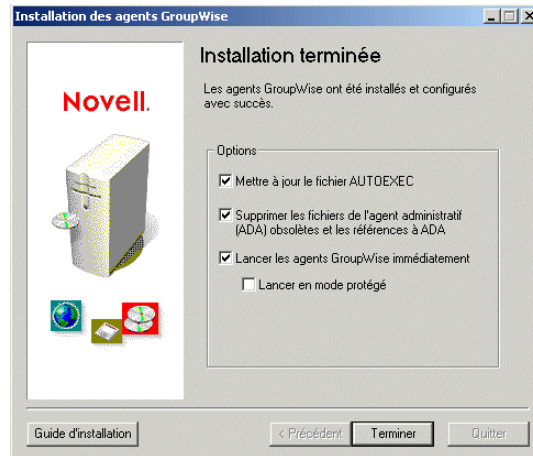 Installation des agents GroupWise
Novell.
Installation terminée
Les agents GroupWise ont été installés et configurés
avec succès.
Options
Mettre à jour le fichier AUTOEXEC
Supprimer les fichiers de l'agent administratif
(ADA) obsolètes et les références à ADA
Lancer les agents GroupWise immédiatement
Lancer en mode protégé
Guide d'installation
< Précédent
Terminer
Quitter